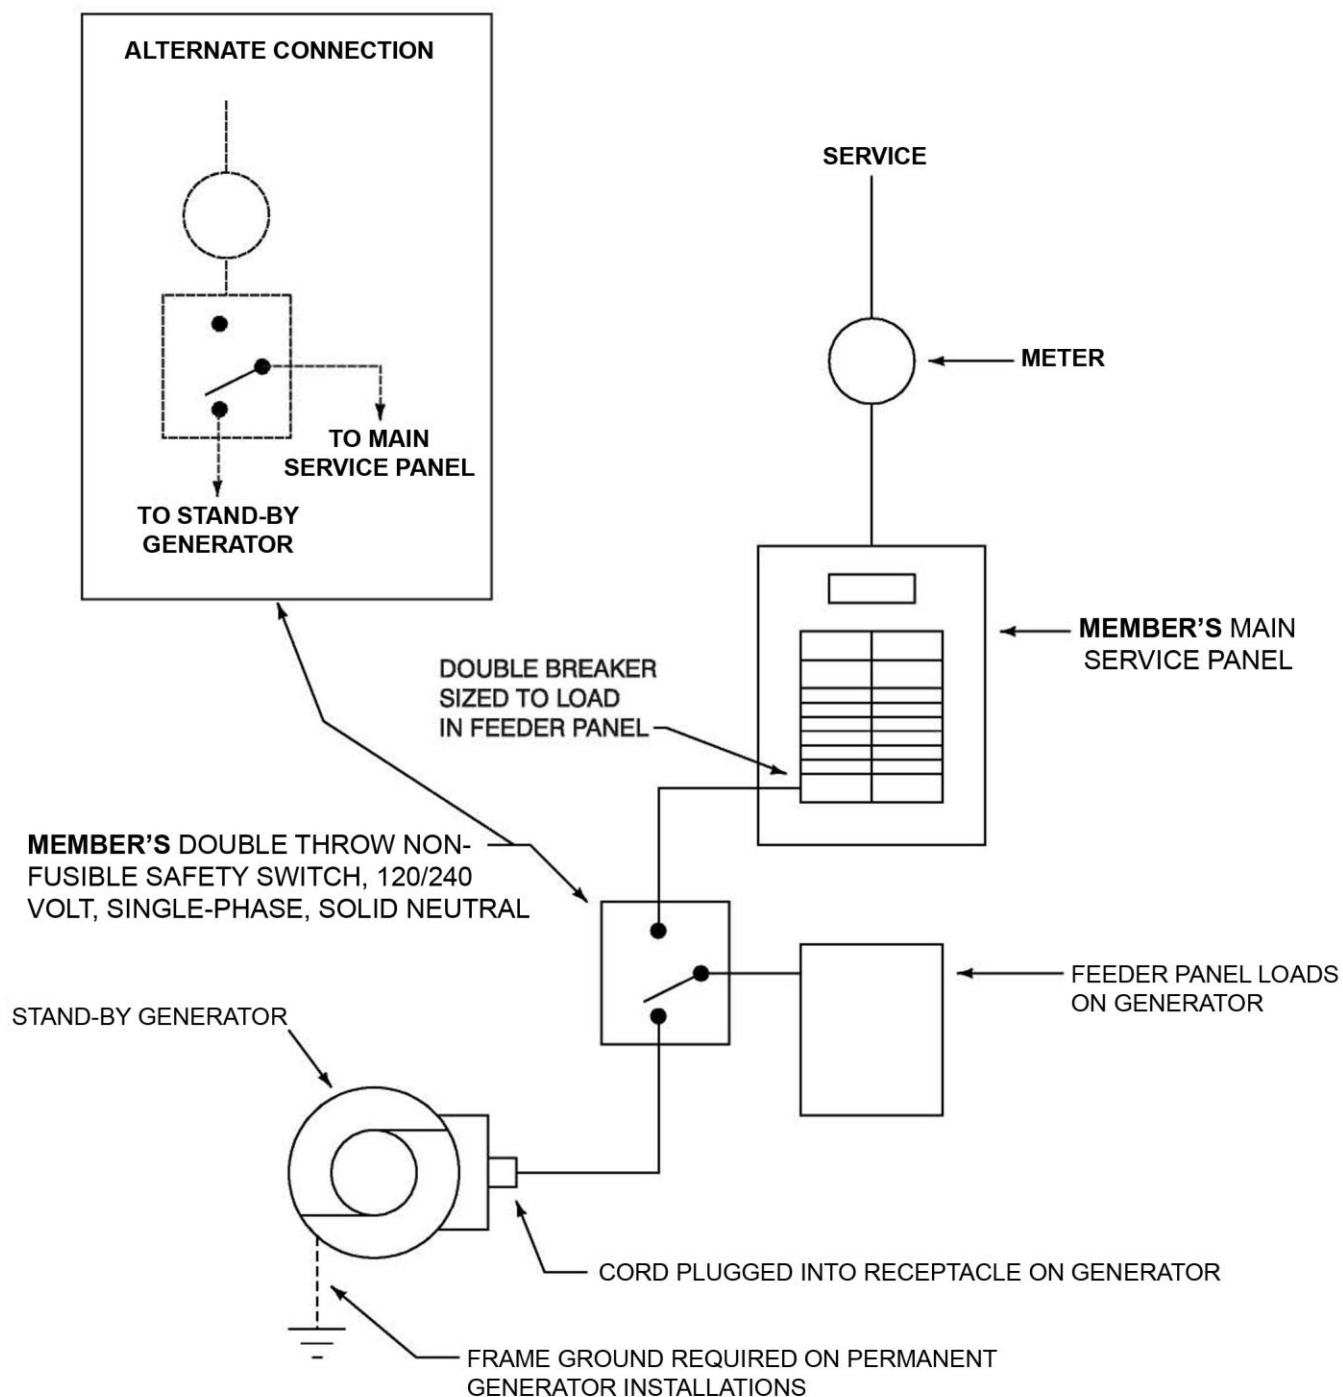 ALTERNATE CONNECTION
TO MAIN
SERVICE PANEL
TO STAND-BY
GENERATOR
SERVICE
METER
MEMBER'S MAIN
SERVICE PANEL
DOUBLE BREAKER
SIZED TO LOAD
IN FEEDER PANEL
MEMBER'S DOUBLE THROW NON-
FUSIBLE SAFETY SWITCH, 120/240
VOLT, SINGLE-PHASE, SOLID NEUTRAL
FEEDER PANEL LOADS
ON GENERATOR
STAND-BY GENERATOR
CORD PLUGGED INTO RECEPTACLE ON GENERATOR
FRAME GROUND REQUIRED ON PERMANENT
GENERATOR INSTALLATIONS